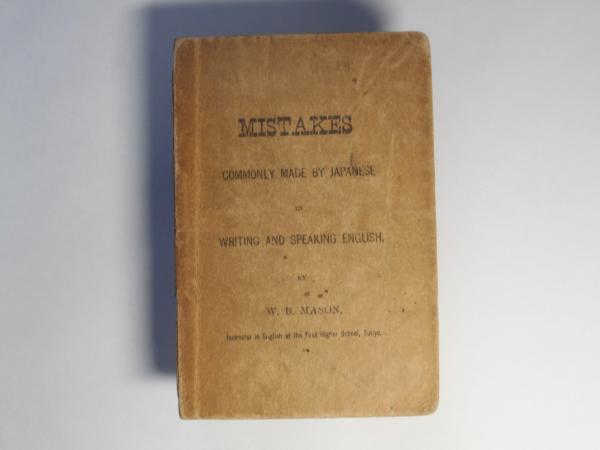 MISTAKES
COMMONLY MADE BY JAPANESE
IN
WRITING AND SPEAKING ENGLISH,
BY
W. B. MASON,
Instructor in English at the First Higher School, Tokyo.